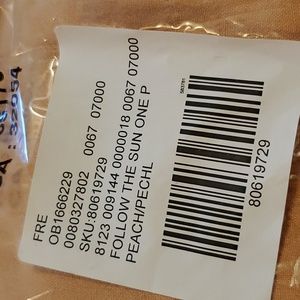 FRE
OB1666229
0080327802 0067 07000
SKU:80619729
8123 009144 0000018 0067 07000
FOLLOW THE SUN ONE P
PEACH/PECHL
80619729